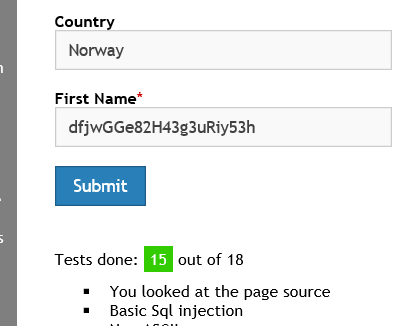 Country
Norway
First Name*
dfjwGGe82H43g3uRiy53h
Submit
Tests done: 15 out of 18
You looked at the page source
Basic Sql injection